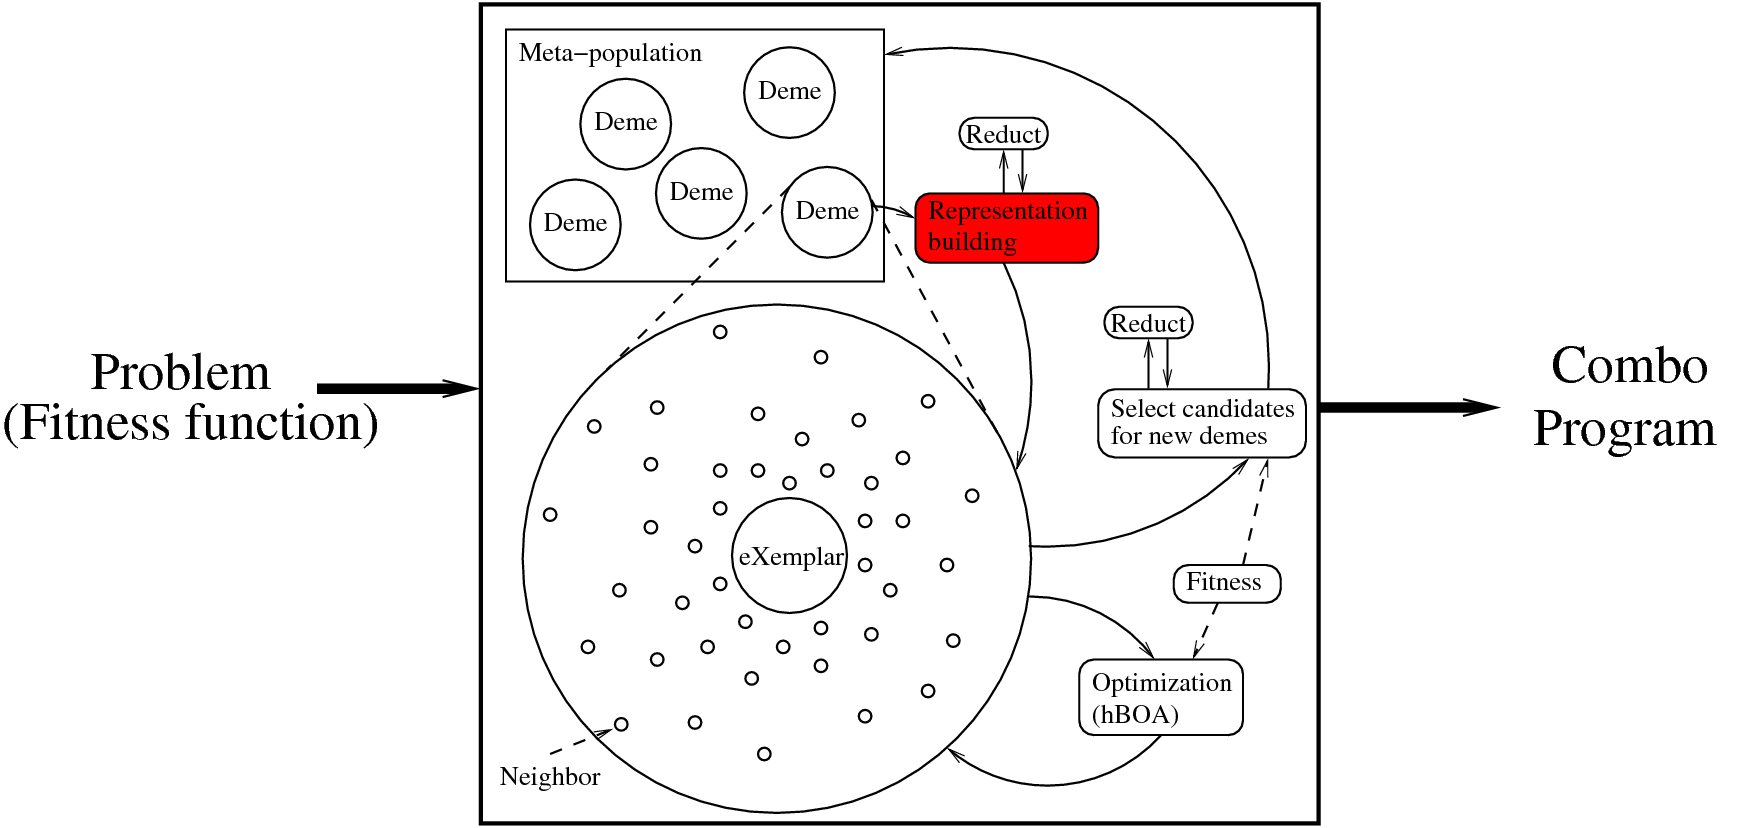 Meta-population
Deme
Deme
Deme
Deme
Deme
Reduct
Representation
building
Reduct
Select candidates
for new demes
Problem
(Fitness function)
Combo
Program
eXemplar
Fitness
Optimization
(hBOA)
Neighbor